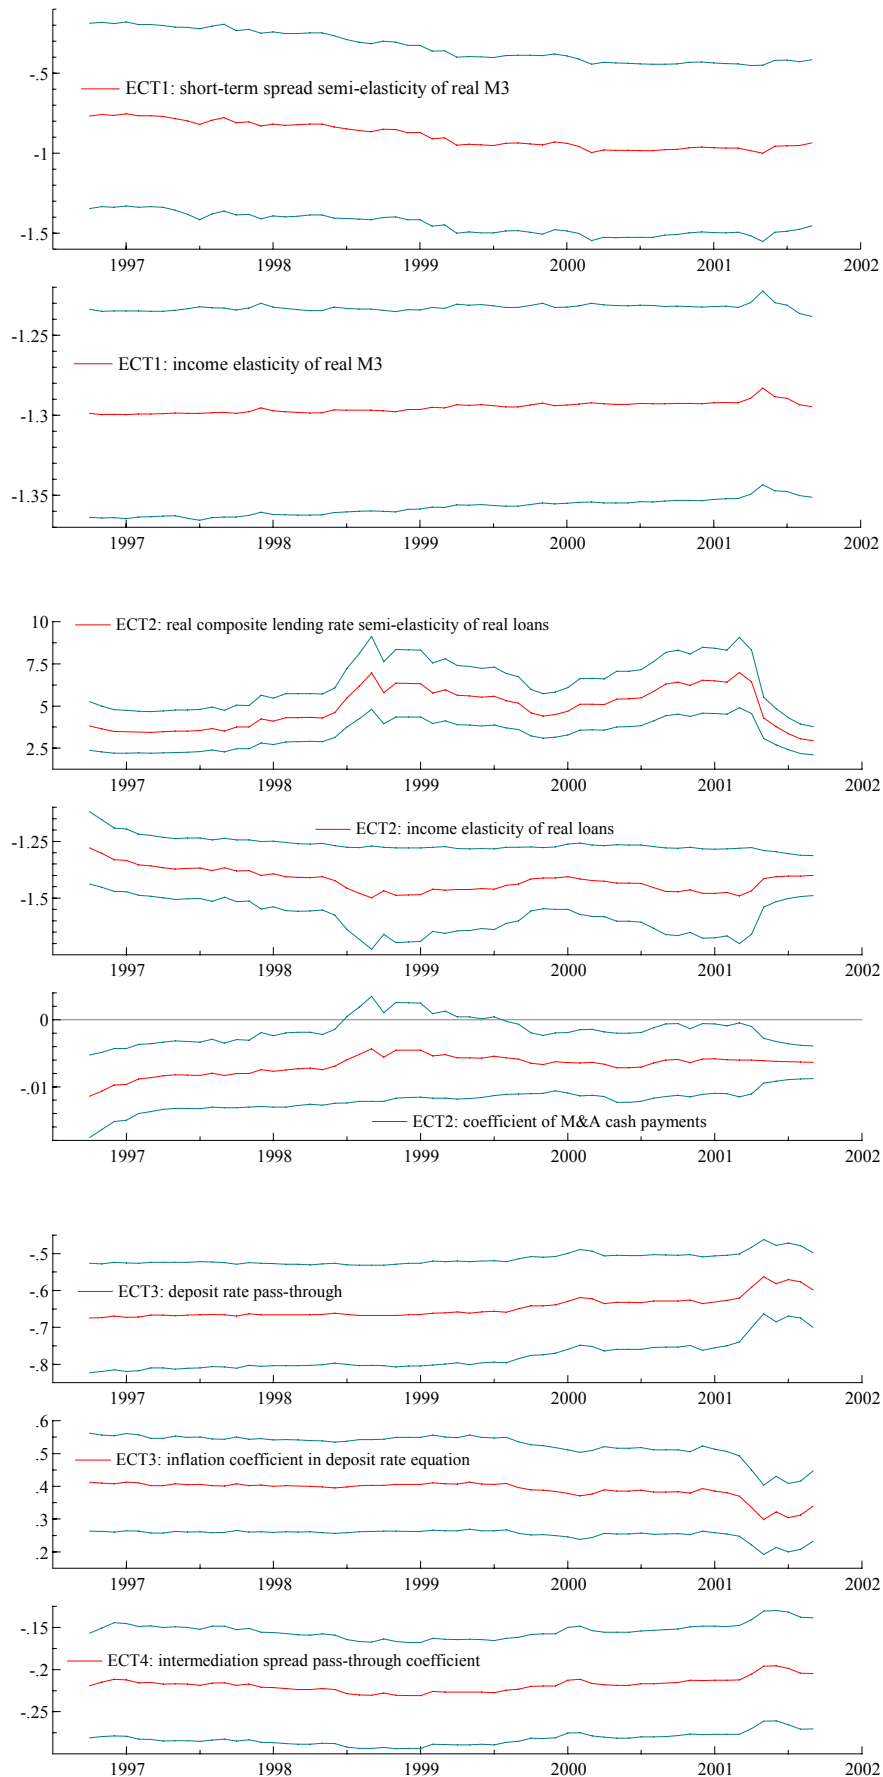 -.5
ECT1: short-term spread semi-elasticity of real M3
-1
-1.5
1997 1998 1999 2000 2001 2002
-1.25
ECT1: income elasticity of real M3
-1.3
-1.35
1997 1998 1999 2000 2001 2002
10
ECT2: real composite lending rate semi-elasticity of real loans
7.5
5
2.5
1997 1998 1999 2000 2001 2002
ECT2: income elasticity of real loans
-1.25
-1.5
1997 1998 1999 2000 2001 2002
0
-.01
ECT2: coefficient of M&A cash payments
1997 1998 1999 2000 2001 2002
-.5
ECT3: deposit rate pass-through
-.6
-.7
-.8
1997 1998 1999 2000 2001 2002
.6
.5
ECT3: inflation coefficient in deposit rate equation
.4
.3
.2
1997 1998 1999 2000 2001 2002
-.15
ECT4: intermediation spread pass-through coefficient
-.2
-.25
1997 1998 1999 2000 2001 2002